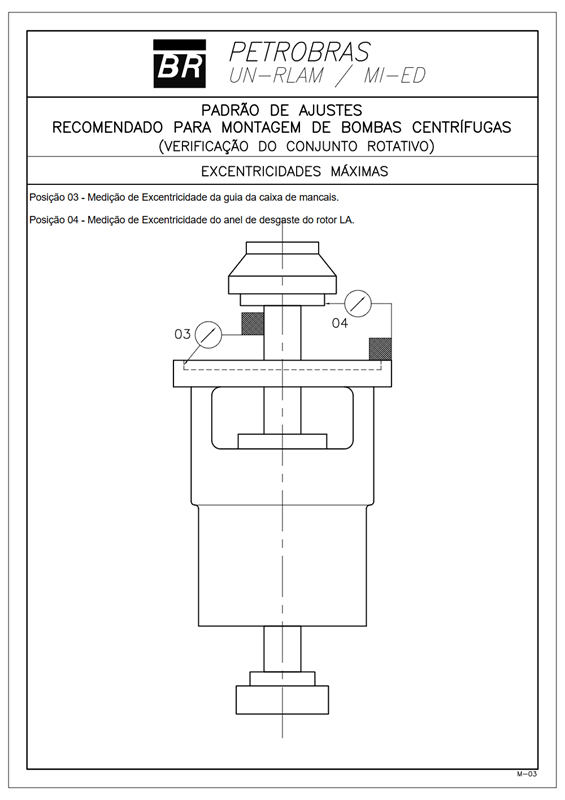 BR
PETROBRAS
UN-RLAM / MI-ED
PADRÃO DE AJUSTES
RECOMENDADO PARA MONTAGEM DE BOMBAS CENTRÍFUGAS
(VERIFICAÇÃO DO CONJUNTO ROTATIVO)
EXCENTRICIDADES MÁXIMAS
Posição 03 - Medição de Excentricidade da guia da caixa de mancais.
Posição 04 - Medição de Excentricidade do anel de desgaste do rotor LA.
04
03
M-03